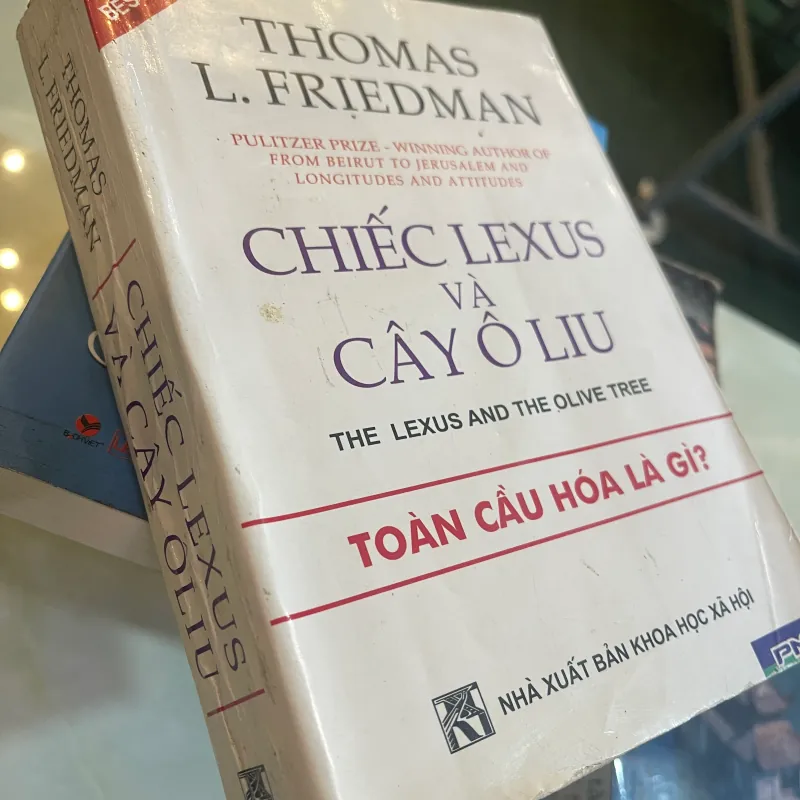 BES
THOMAS
L. FRIEDMAN
PULITZER PRIZE - WINNING AUTHOR OF
FROM BEIRUT TO JERUSALEM AND
LONGITUDES AND ATTITUDES
CHIẾC LEXUS
VÀ
CÂY Ô LIU
THE LEXUS AND THE OLIVE TREE
TOÀN CẦU HÓA LÀ GÌ?
NHÀ XUẤT BẢN KHOA HỌC XÃ HỘI
PN
THOMAS
L. FRIEDMAN
CHIẾC LEXUS
VÀ CÂY Ô LIU